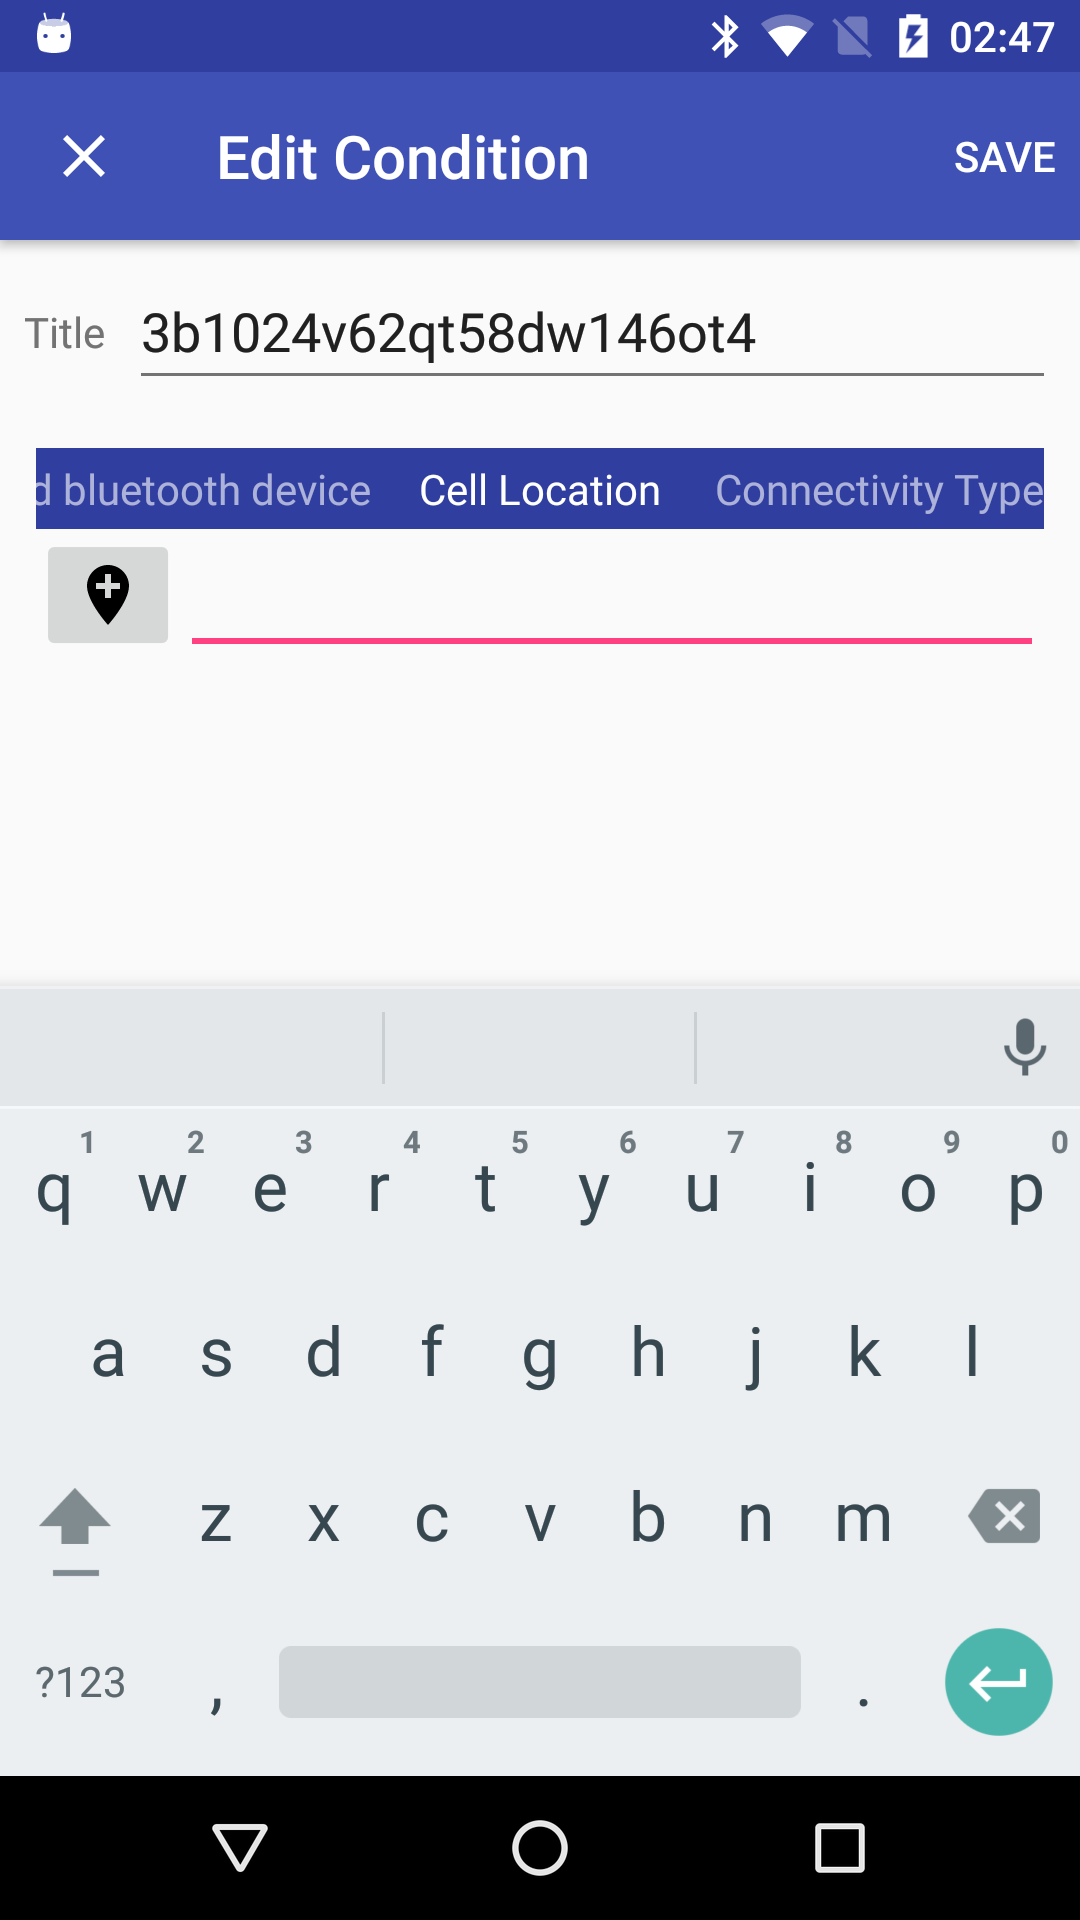 02:47
Edit Condition
SAVE
Title 3b1024v62qt58dw146ot4
d bluetooth device Cell Location Connectivity Type
1 2 3 4 5 6 7 8 9 0
q w e r t y u i o p
a s d f g h j k l
z x c v b n m
?123 , .